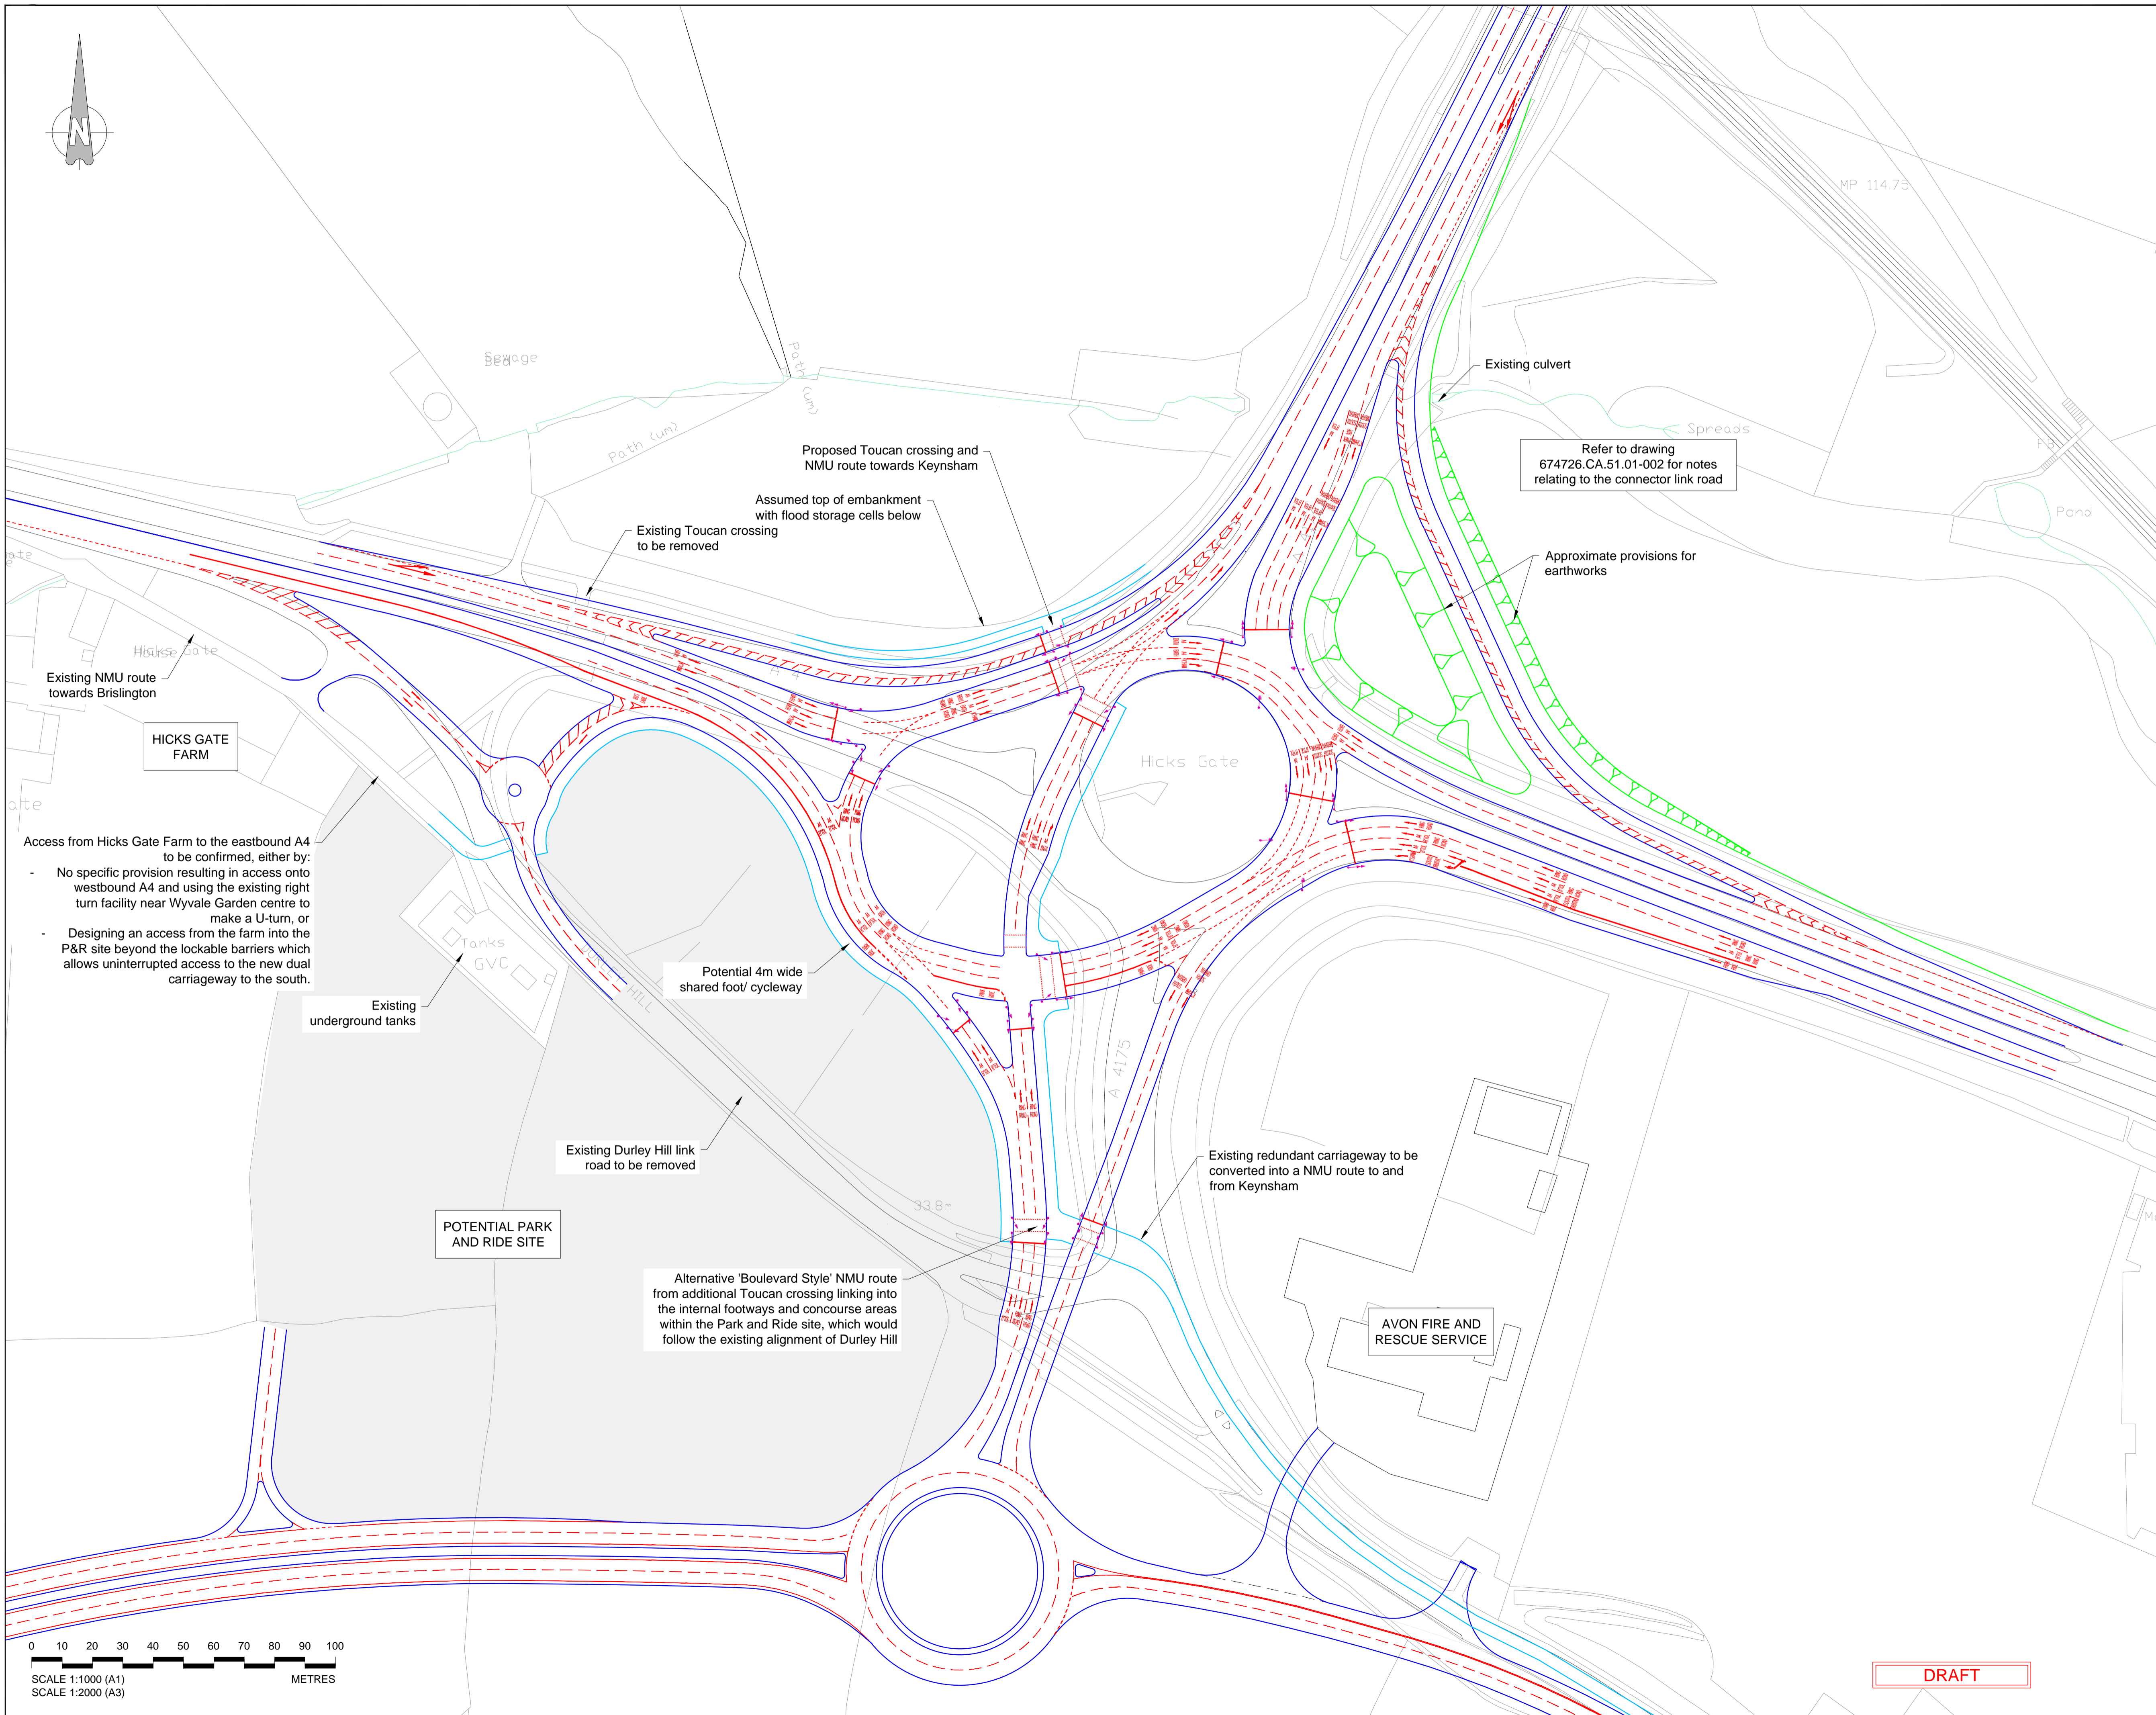 N
MP 114.75
Sewage
Bed
Path (um)
Path (um)
Existing culvert
Spreads
FB
Pond
Refer to drawing
674726.CA.51.01-002 for notes
relating to the connector link road
Proposed Toucan crossing and
NMU route towards Keynsham
Assumed top of embankment
with flood storage cells below
Existing Toucan crossing
to be removed
Approximate provisions for
earthworks
Hicks Gate
House
Existing NMU route
towards Brislington
A 4
HICKS GATE
FARM
Hicks Gate
Access from Hicks Gate Farm to the eastbound A4
to be confirmed, either by:
- No specific provision resulting in access onto
westbound A4 and using the existing right
turn facility near Wyvale Garden centre to
make a U-turn, or
- Designing an access from the farm into the
P&R site beyond the lockable barriers which
allows uninterrupted access to the new dual
carriageway to the south.
Tanks
GVC
HILL
Existing
underground tanks
Potential 4m wide
shared foot/ cycleway
A 4175
Existing Durley Hill link
road to be removed
Existing redundant carriageway to be
converted into a NMU route to and
from Keynsham
33.8m
POTENTIAL PARK
AND RIDE SITE
Alternative 'Boulevard Style' NMU route
from additional Toucan crossing linking into
the internal footways and concourse areas
within the Park and Ride site, which would
follow the existing alignment of Durley Hill
AVON FIRE AND
RESCUE SERVICE
0 10 20 30 40 50 60 70 80 90 100
SCALE 1:1000 (A1) METRES
SCALE 1:2000 (A3)
DRAFT